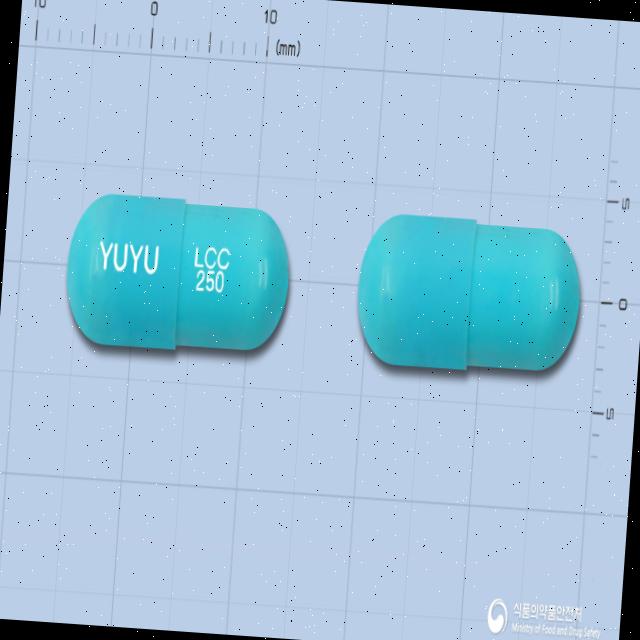 10 0 10
(mm)
YUYU
LCC
250
5
0
5
식품의약품안전처
Ministry of Food and Drug Safety